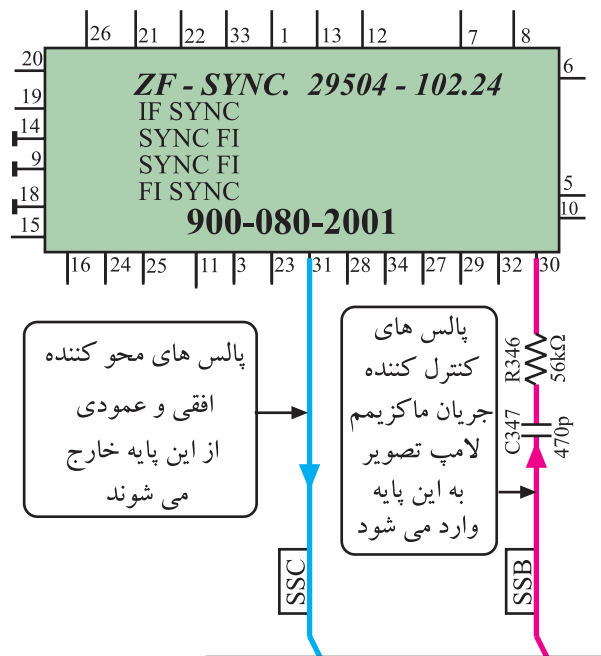 26 21 22 33 1 13 12 7 8
20
19
14
9
18
15
6
5
10
ZF - SYNC. 29504 - 102.24
IF SYNC
SYNC FI
SYNC FI
FI SYNC
900-080-2001
16 24 25 11 3 23 31 28 34 27 29 32 30
پالس های محو کننده
افقی و عمودی
از این پایه خارج
می شوند
پالس های
کنترل کننده
جریان ماکزیمم
لامپ تصویر
به این پایه
وارد می شود
R346
56kΩ
C347
470p
SSC
SSB